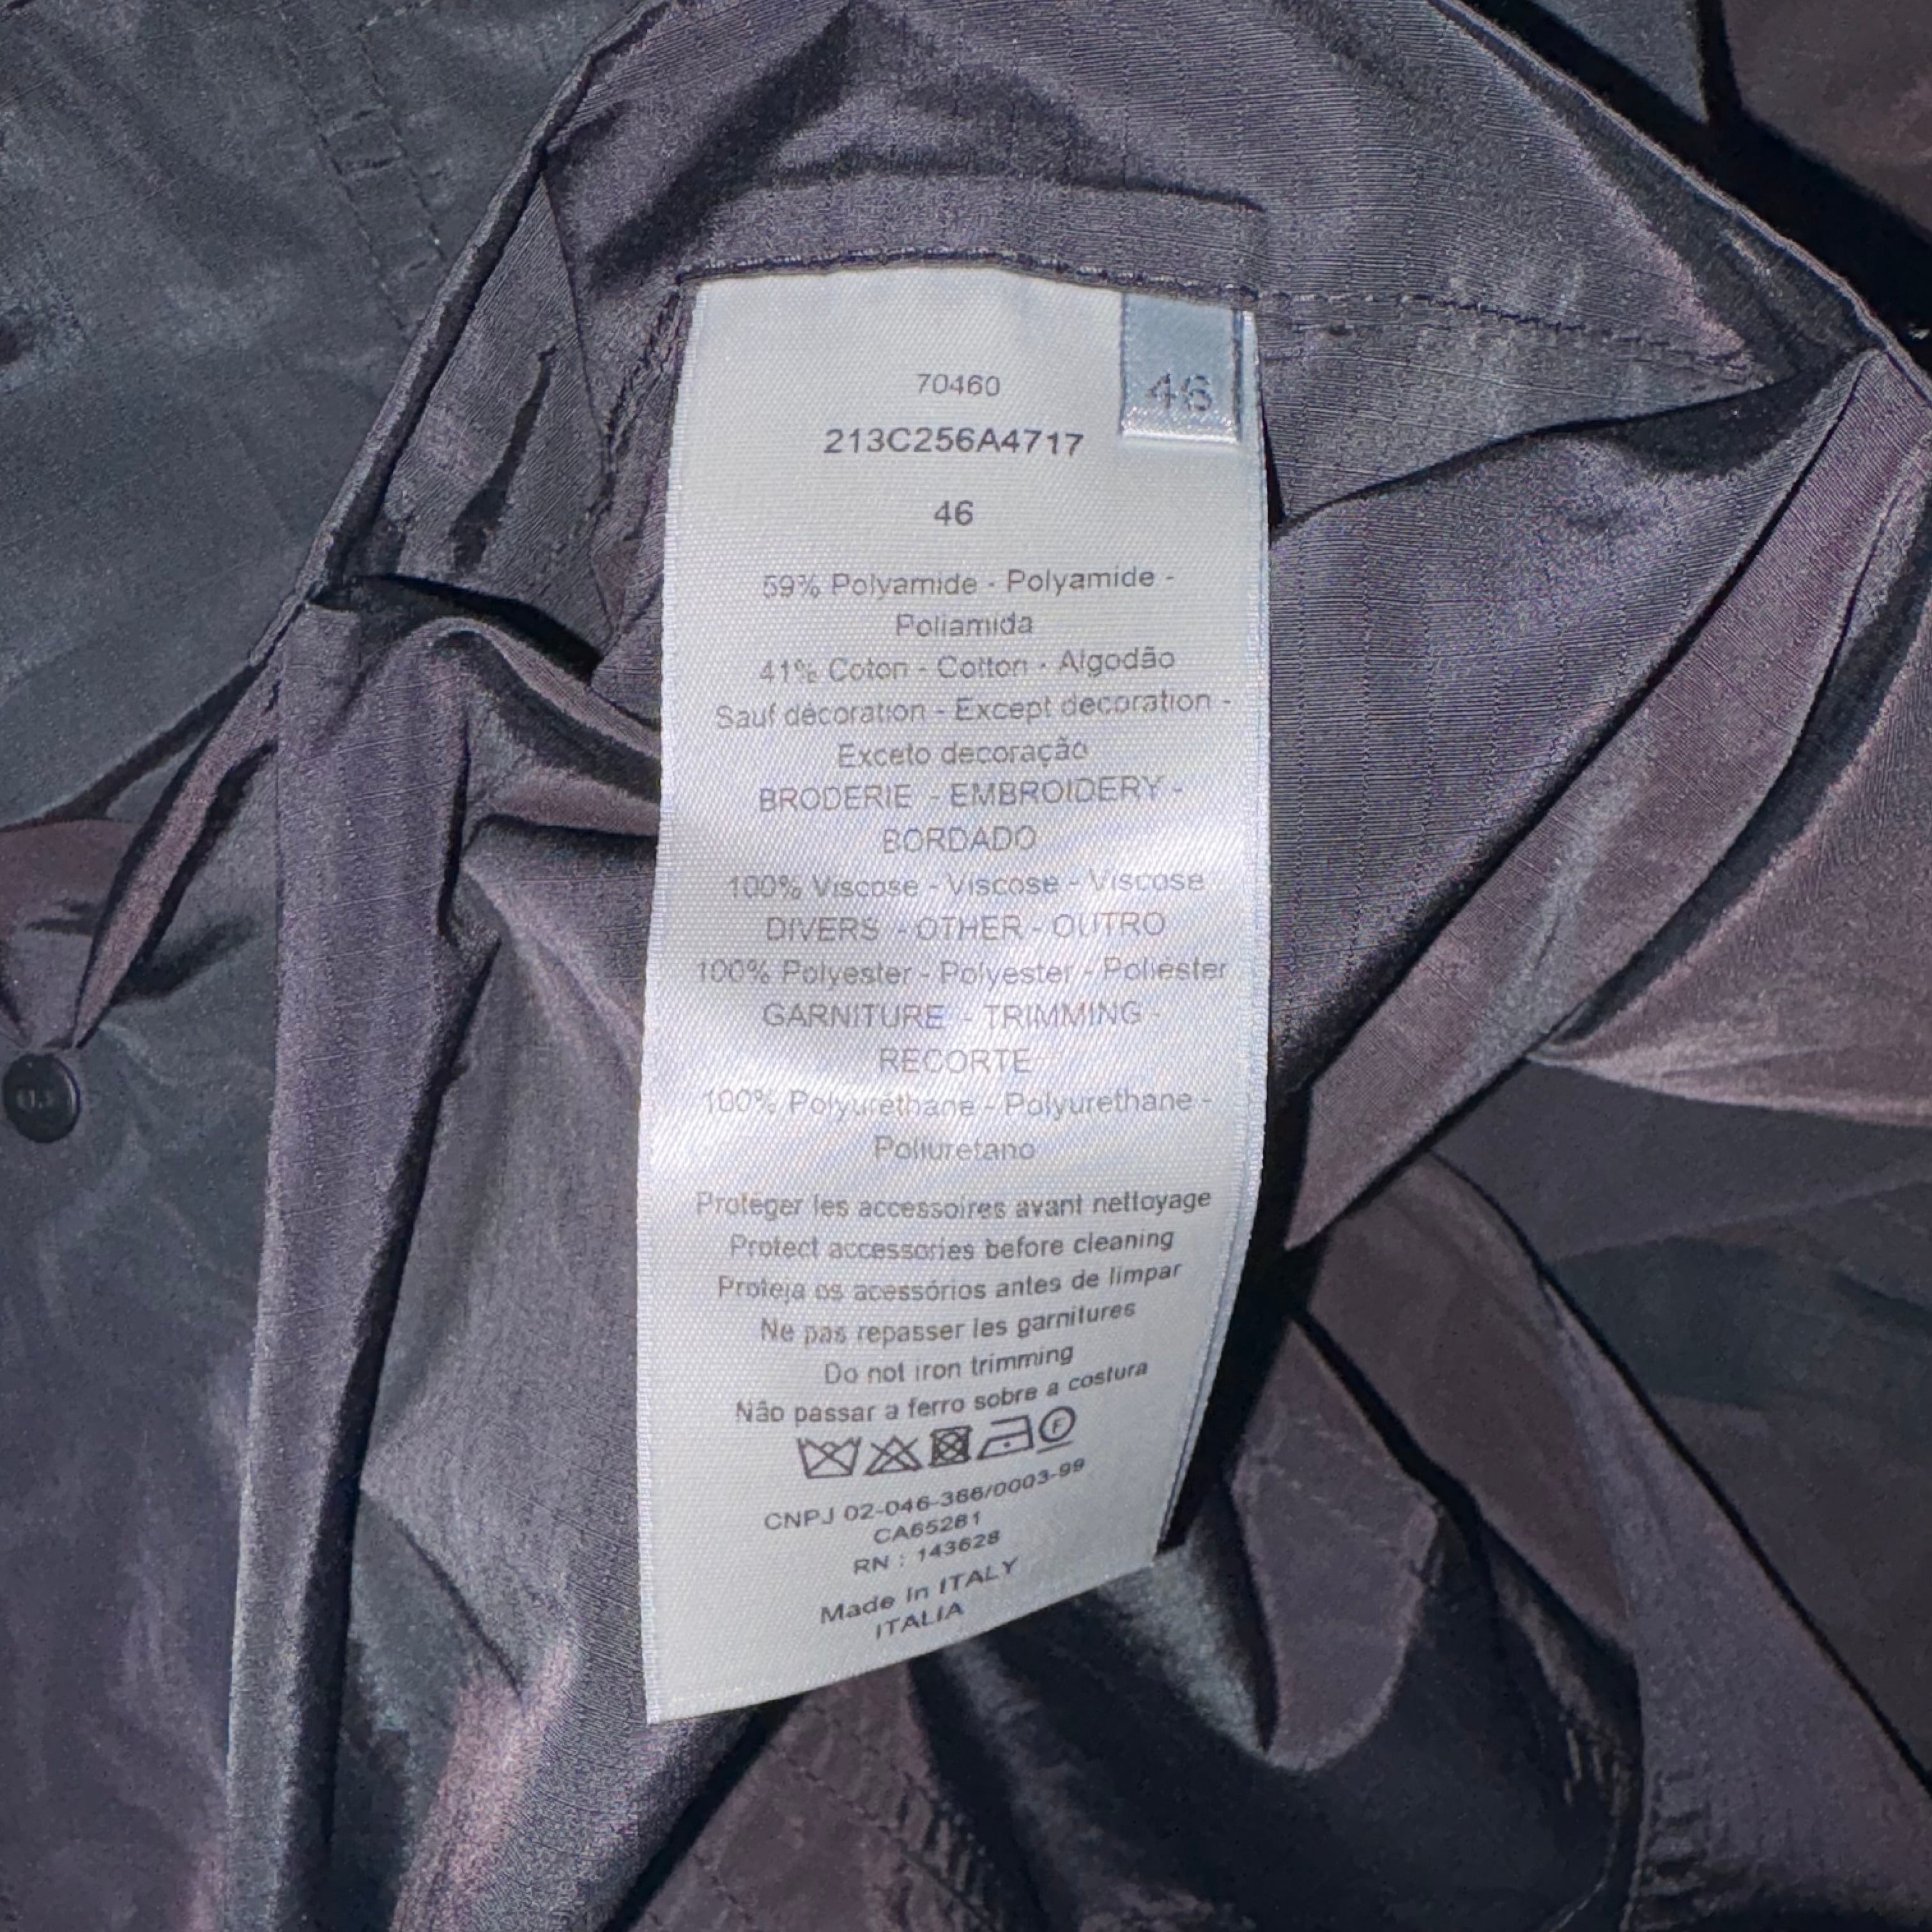 46
70460
213C256A4717
46
59% Polyamide - Polyamide -
Poliamida
41% Coton - Cotton - Algodão
Sauf décoration - Except decoration -
Exceto decoração
BRODERIE - EMBROIDERY -
BORDADO
100% Viscose - Viscose - Viscose
DIVERS - OTHER - OUTRO
100% Polyester - Polyester - Poliester
GARNITURE - TRIMMING -
RECORTE
100% Polyuréthane - Polyurethane -
Poliuretano
Proteger les accessoires avant nettoyage
Protect accessories before cleaning
Proteja os acessórios antes de limpar
Ne pas repasser les garnitures
Do not iron trimming
Não passar a ferro sobre a costura
F
CNPJ 02-046-366/0003-99
CA65281
RN : 143628
Made In ITALY
ITALIA